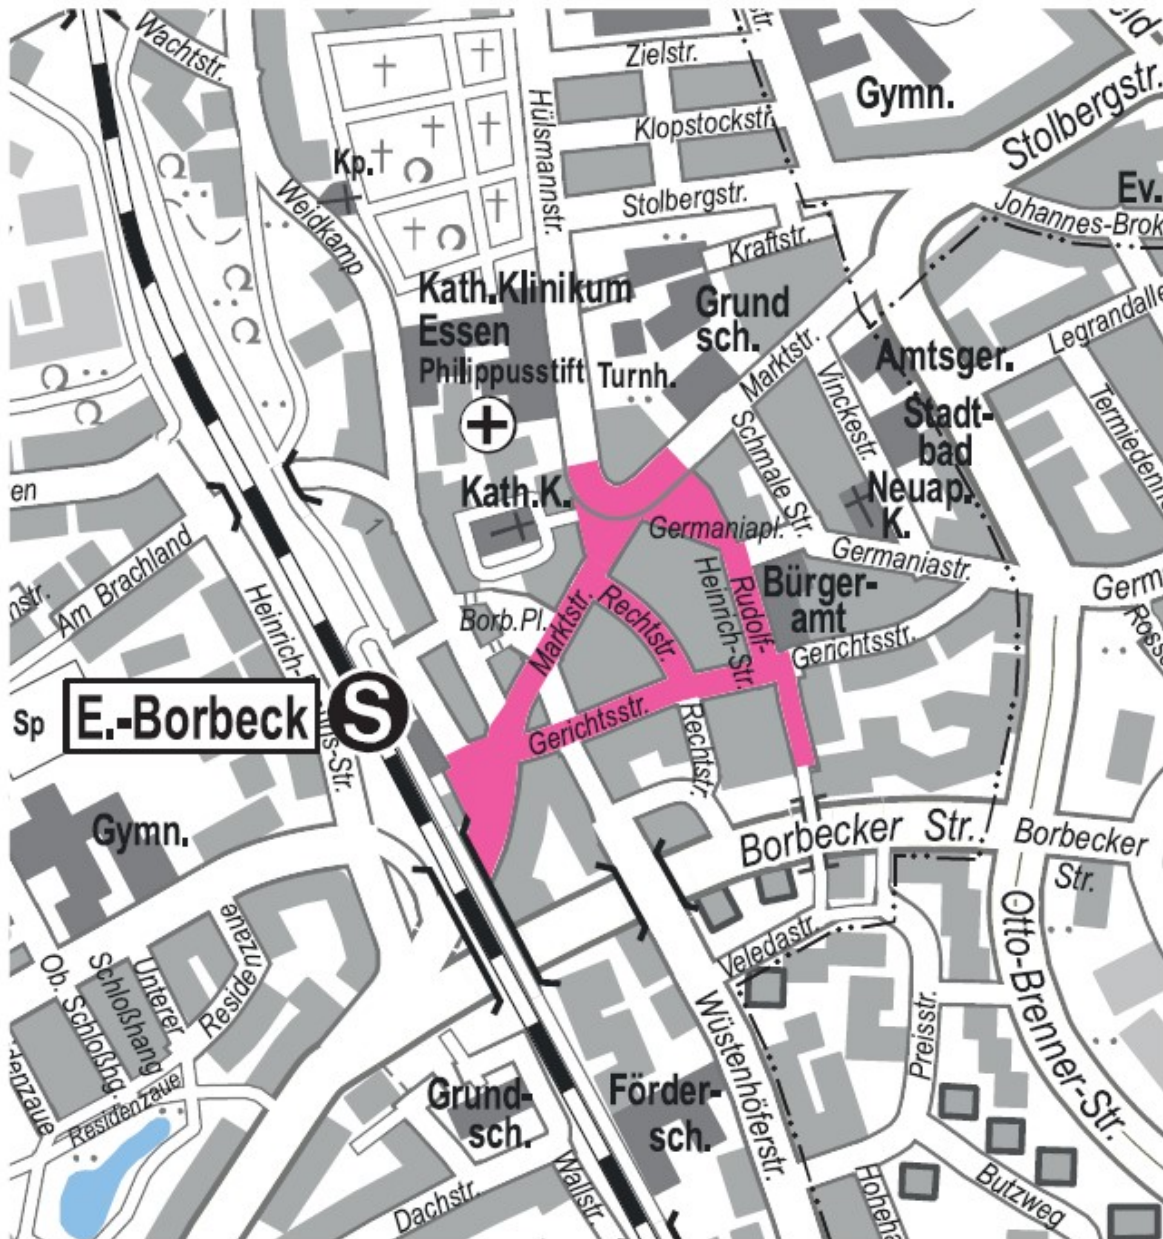 Wachtstr.
Zielstr.
Gymn.
Stolbergstr.
Hülsmannstr.
Klopstockstr.
Kp.
Weidkamp
Stolbergstr.
Ev.
Johannes-Brok
Kraftstr.
Kath.Klinikum
Essen
Philippusstift
Turnh.
Grund
sch.
Marktstr.
Amtsger.
Legrandalle
Vinckestr.
Stadt-
bad
Schmale Str.
Neuap.
K.
Kath.K.
en
Germaniapl.
Germaniastr.
Germ
Am Brachland
Heinrich-
Borb.Pl.
Marktstr.
Rechtstr.
Heinrich-Str.
Rudolf-
Bürger-
amt
Gerichtsstr.
Sp
E.-Borbeck
S
Gerichtsstr.
Rechtstr.
Gymn.
Borbecker Str.
Borbecker
Str.
Otto-Brenner-Str.
Veledastr.
Residenzaue
Unterer
Schloßhang
Ob. Schloßhg.
Residenzaue
Wüstenhöferstr.
Preisstr.
Grund-
sch.
Förder-
sch.
Dachstr.
Wallstr.
Butzweg